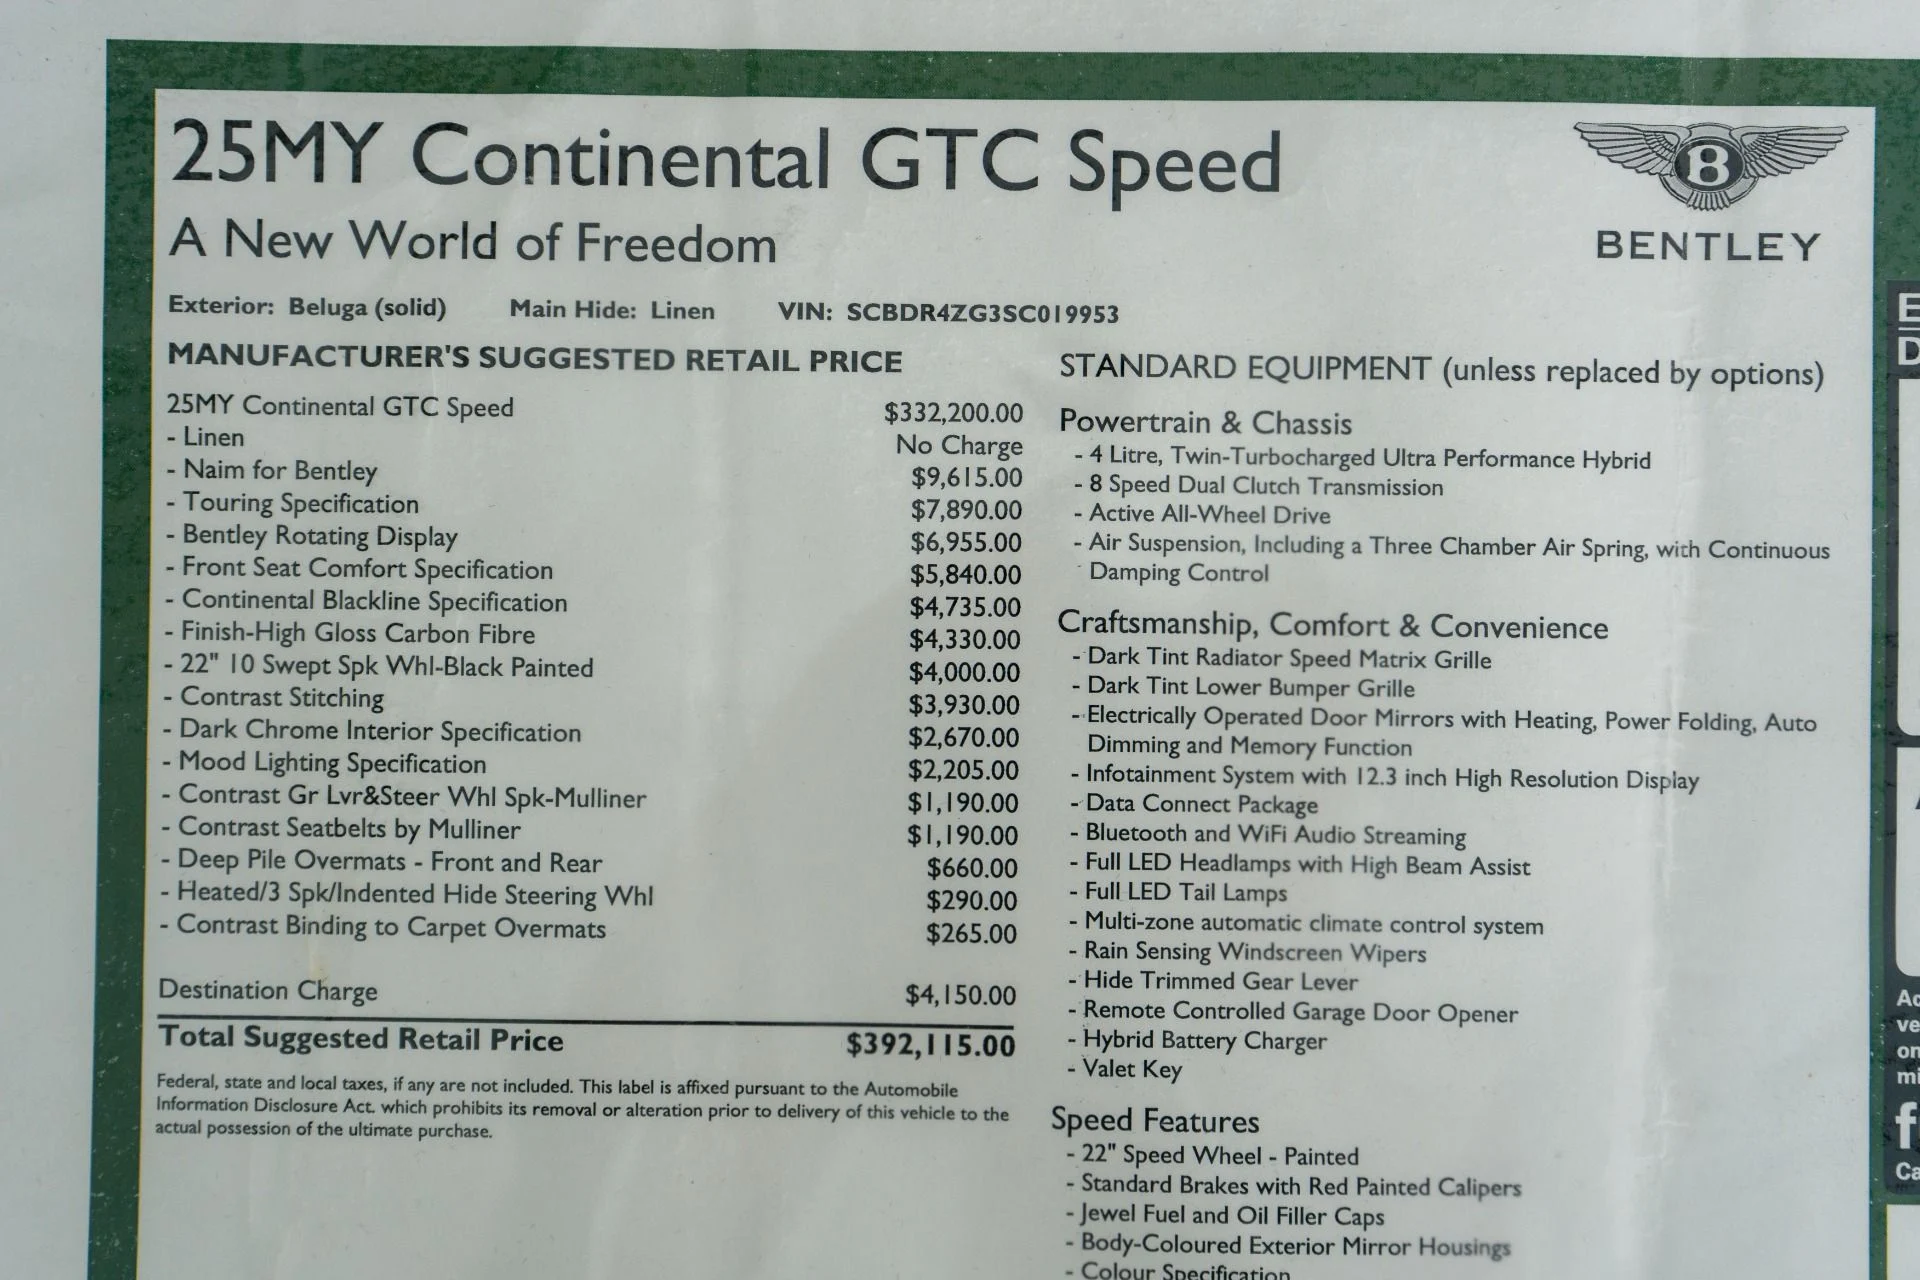 25MY Continental GTC Speed
A New World of Freedom
8
BENTLEY
Exterior: Beluga (solid) Main Hide: Linen VIN: SCBDR4ZG3SC019953
MANUFACTURER'S SUGGESTED RETAIL PRICE
25MY Continental GTC Speed $332,200.00
- Linen No Charge
- Naim for Bentley $9,615.00
- Touring Specification $7,890.00
- Bentley Rotating Display $6,955.00
- Front Seat Comfort Specification $5,840.00
- Continental Blackline Specification $4,735.00
- Finish-High Gloss Carbon Fibre $4,330.00
- 22" 10 Swept Spk Whl-Black Painted $4,000.00
- Contrast Stitching $3,930.00
- Dark Chrome Interior Specification $2,670.00
- Mood Lighting Specification $2,205.00
- Contrast Gr Lvr&Steer Whl Spk-Mulliner $1,190.00
- Contrast Seatbelts by Mulliner $1,190.00
- Deep Pile Overmats - Front and Rear $660.00
- Heated/3 Spk/Indented Hide Steering Whl $290.00
- Contrast Binding to Carpet Overmats $265.00
Destination Charge $4,150.00
Total Suggested Retail Price $392,115.00
Federal, state and local taxes, if any are not included. This label is affixed pursuant to the Automobile
Information Disclosure Act. which prohibits its removal or alteration prior to delivery of this vehicle to the
actual possession of the ultimate purchase.
STANDARD EQUIPMENT (unless replaced by options)
Powertrain & Chassis
- 4 Litre, Twin-Turbocharged Ultra Performance Hybrid
- 8 Speed Dual Clutch Transmission
- Active All-Wheel Drive
- Air Suspension, Including a Three Chamber Air Spring, with Continuous
Damping Control
Craftsmanship, Comfort & Convenience
- Dark Tint Radiator Speed Matrix Grille
- Dark Tint Lower Bumper Grille
- Electrically Operated Door Mirrors with Heating, Power Folding, Auto
Dimming and Memory Function
- Infotainment System with 12.3 inch High Resolution Display
- Data Connect Package
- Bluetooth and WiFi Audio Streaming
- Full LED Headlamps with High Beam Assist
- Full LED Tail Lamps
- Multi-zone automatic climate control system
- Rain Sensing Windscreen Wipers
- Hide Trimmed Gear Lever
- Remote Controlled Garage Door Opener
- Hybrid Battery Charger
- Valet Key
Speed Features
- 22" Speed Wheel - Painted
- Standard Brakes with Red Painted Calipers
- Jewel Fuel and Oil Filler Caps
- Body-Coloured Exterior Mirror Housings
- Colour Specification